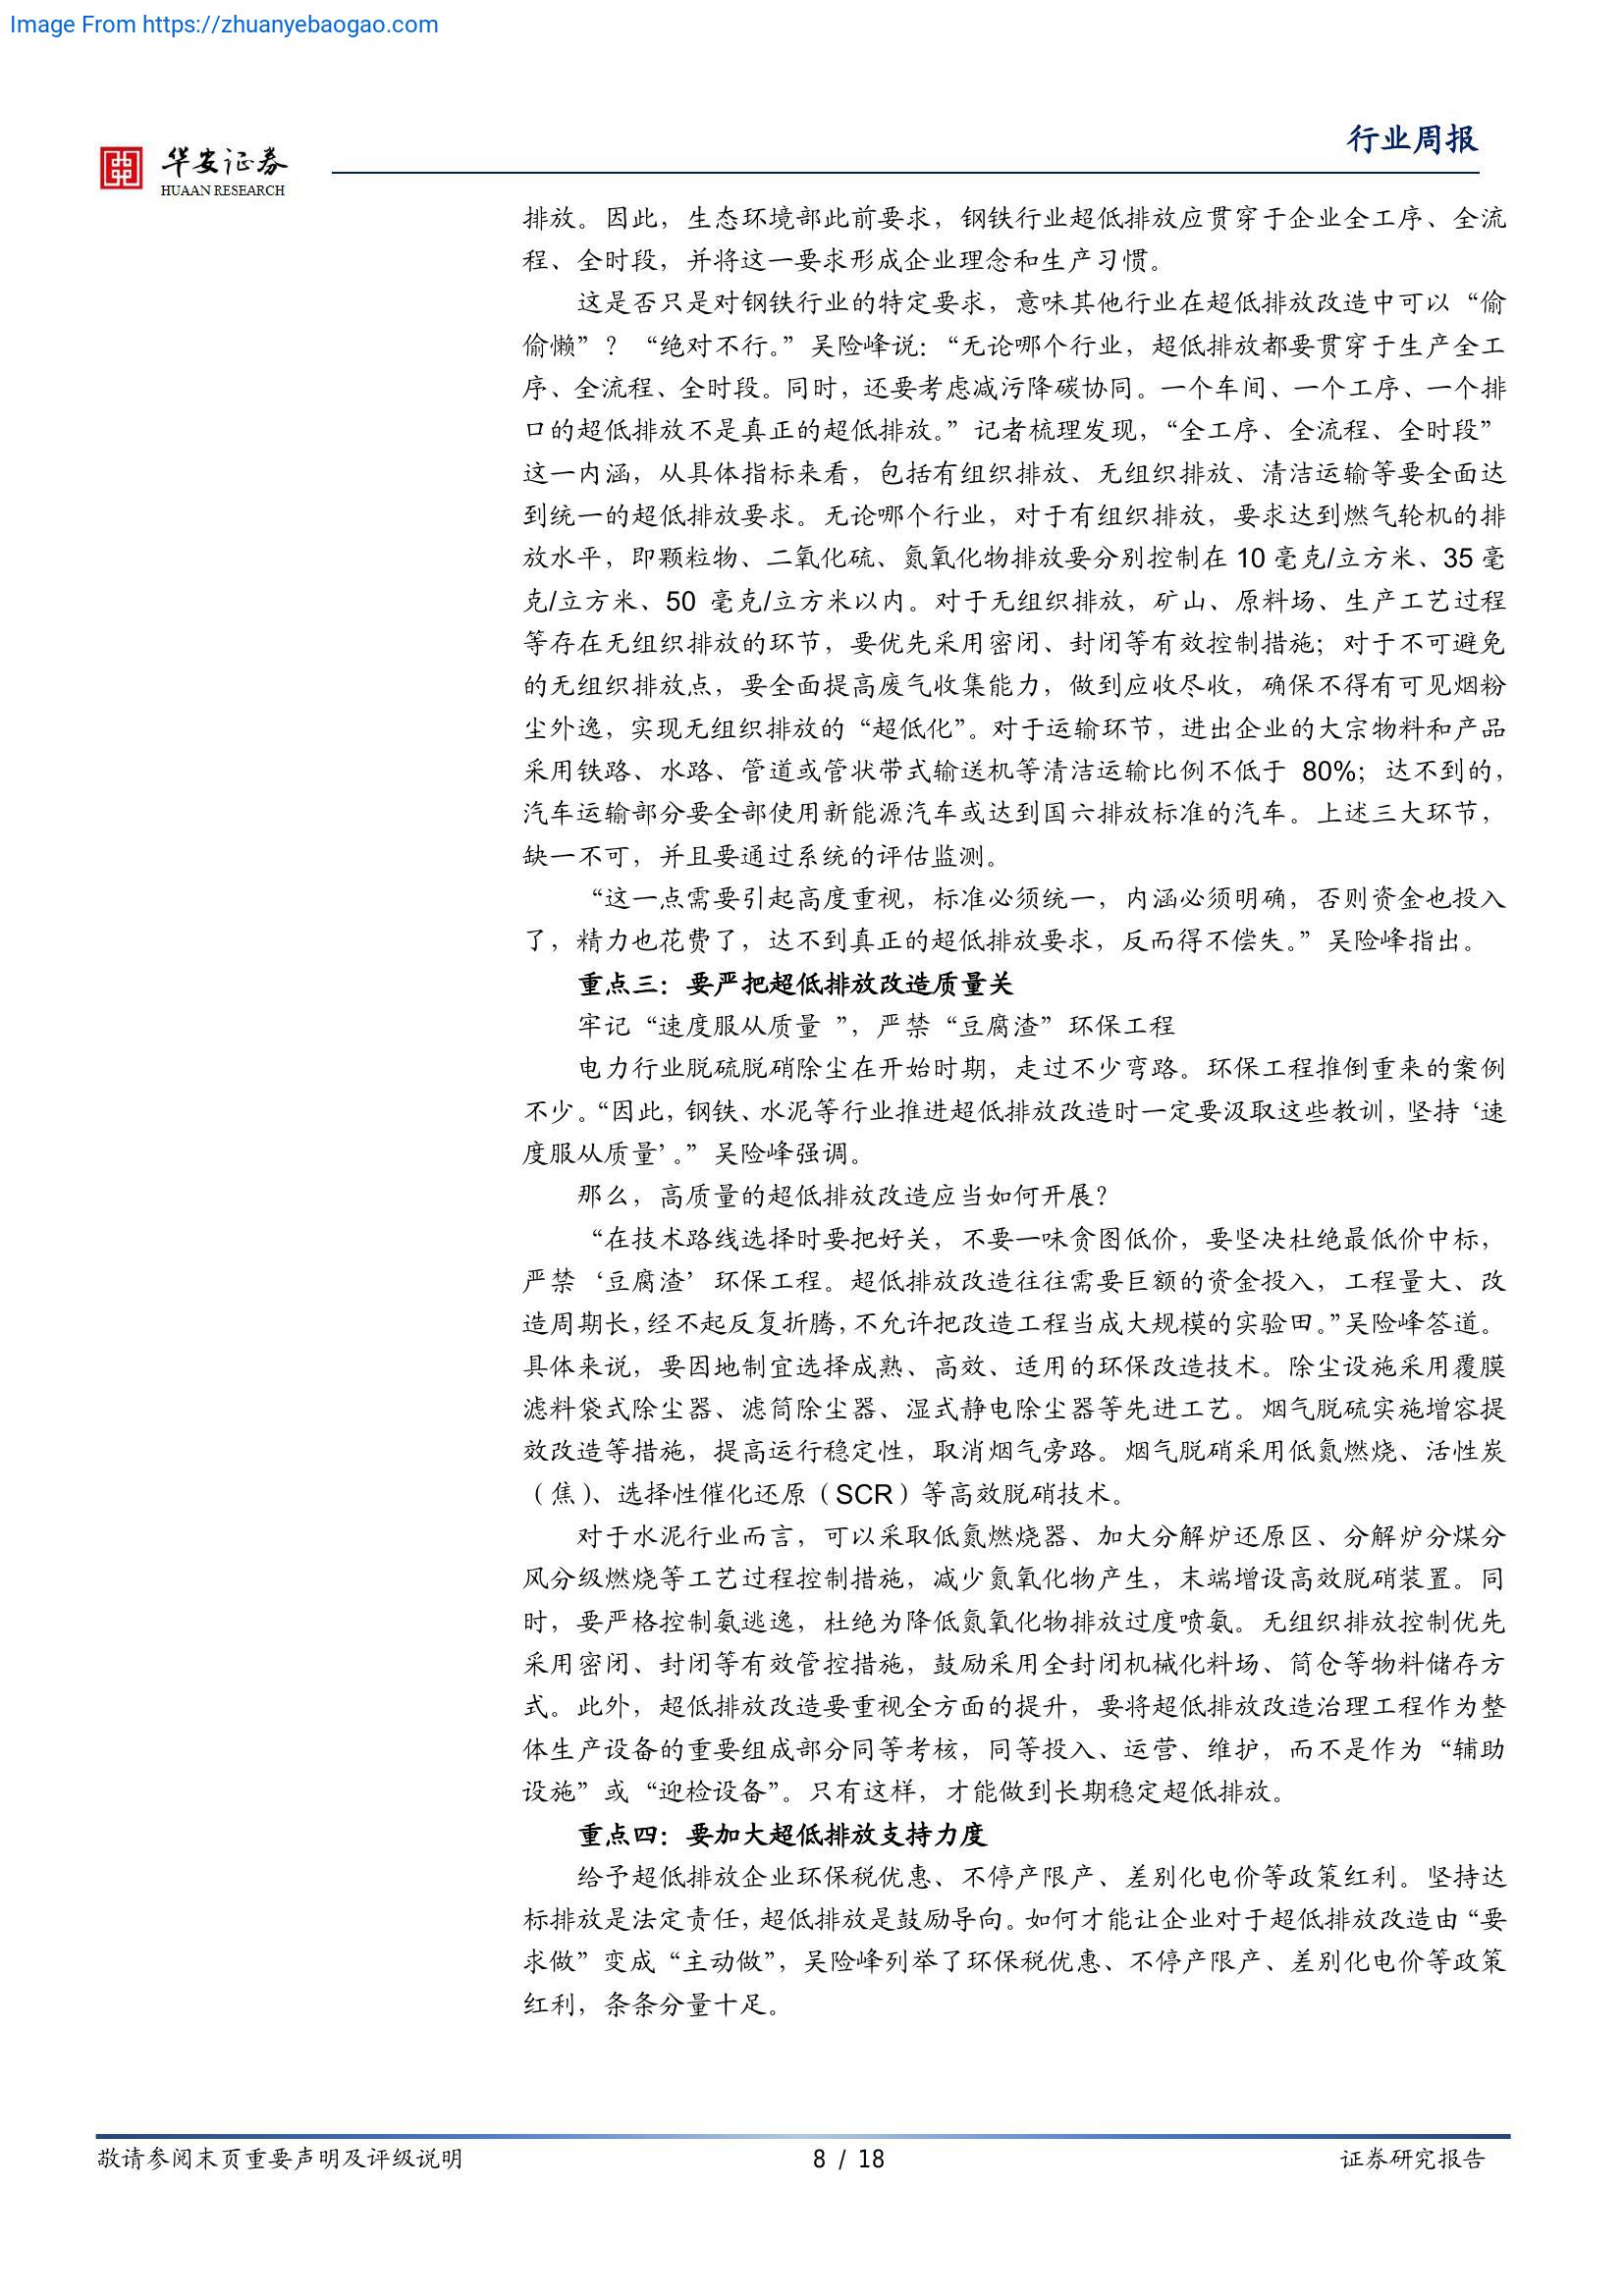 Image From https://zhuanyebaogao.com
行业周报
华安证券
HUAAN RESEARCH
排放。因此，生态环境部此前要求，钢铁行业超低排放应贯穿于企业全工序、全流
程、全时段，并将这一要求形成企业理念和生产习惯。
这是否只是对钢铁行业的特定要求，意味其他行业在超低排放改造中可以“偷
偷懒”？“绝对不行。”吴险峰说：“无论哪个行业，超低排放都要贯穿于生产全工
序、全流程、全时段。同时，还要考虑减污降碳协同。一个车间、一个工序、一个排
口的超低排放不是真正的超低排放。”记者梳理发现，“全工序、全流程、全时段”
这一内涵，从具体指标来看，包括有组织排放、无组织排放、清洁运输等要全面达
到统一的超低排放要求。无论哪个行业，对于有组织排放，要求达到燃气轮机的排
放水平，即颗粒物、二氧化硫、氮氧化物排放要分别控制在 10 毫克/立方米、35 毫
克/立方米、50 毫克/立方米以内。对于无组织排放，矿山、原料场、生产工艺过程
等存在无组织排放的环节，要优先采用密闭、封闭等有效控制措施；对于不可避免
的无组织排放点，要全面提高废气收集能力，做到应收尽收，确保不得有可见烟粉
尘外逸，实现无组织排放的“超低化”。对于运输环节，进出企业的大宗物料和产品
采用铁路、水路、管道或管状带式输送机等清洁运输比例不低于 80%；达不到的，
汽车运输部分要全部使用新能源汽车或达到国六排放标准的汽车。上述三大环节，
缺一不可，并且要通过系统的评估监测。
“这一点需要引起高度重视，标准必须统一，内涵必须明确，否则资金也投入
了，精力也花费了，达不到真正的超低排放要求，反而得不偿失。”吴险峰指出。
重点三：要严把超低排放改造质量关
牢记“速度服从质量 ”，严禁“豆腐渣”环保工程
电力行业脱硫脱硝除尘在开始时期，走过不少弯路。环保工程推倒重来的案例
不少。“因此，钢铁、水泥等行业推进超低排放改造时一定要汲取这些教训，坚持‘速
度服从质量’。”吴险峰强调。
那么，高质量的超低排放改造应当如何开展？
“在技术路线选择时要把好关，不要一味贪图低价，要坚决杜绝最低价中标，
严禁‘豆腐渣’环保工程。超低排放改造往往需要巨额的资金投入，工程量大、改
造周期长，经不起反复折腾，不允许把改造工程当成大规模的实验田。”吴险峰答道。
具体来说，要因地制宜选择成熟、高效、适用的环保改造技术。除尘设施采用覆膜
滤料袋式除尘器、滤筒除尘器、湿式静电除尘器等先进工艺。烟气脱硫实施增容提
效改造等措施，提高运行稳定性，取消烟气旁路。烟气脱硝采用低氮燃烧、活性炭
（焦）、选择性催化还原（SCR）等高效脱硝技术。
对于水泥行业而言，可以采取低氮燃烧器、加大分解炉还原区、分解炉分煤分
风分级燃烧等工艺过程控制措施，减少氮氧化物产生，末端增设高效脱硝装置。同
时，要严格控制氨逃逸，杜绝为降低氮氧化物排放过度喷氨。无组织排放控制优先
采用密闭、封闭等有效管控措施，鼓励采用全封闭机械化料场、筒仓等物料储存方
式。此外，超低排放改造要重视全方面的提升，要将超低排放改造治理工程作为整
体生产设备的重要组成部分同等考核，同等投入、运营、维护，而不是作为“辅助
设施”或“迎检设备”。只有这样，才能做到长期稳定超低排放。
重点四：要加大超低排放支持力度
给予超低排放企业环保税优惠、不停产限产、差别化电价等政策红利。坚持达
标排放是法定责任，超低排放是鼓励导向。如何才能让企业对于超低排放改造由“要
求做”变成“主动做”，吴险峰列举了环保税优惠、不停产限产、差别化电价等政策
红利，条条分量十足。
敬请参阅末页重要声明及评级说明
8 / 18
证券研究报告